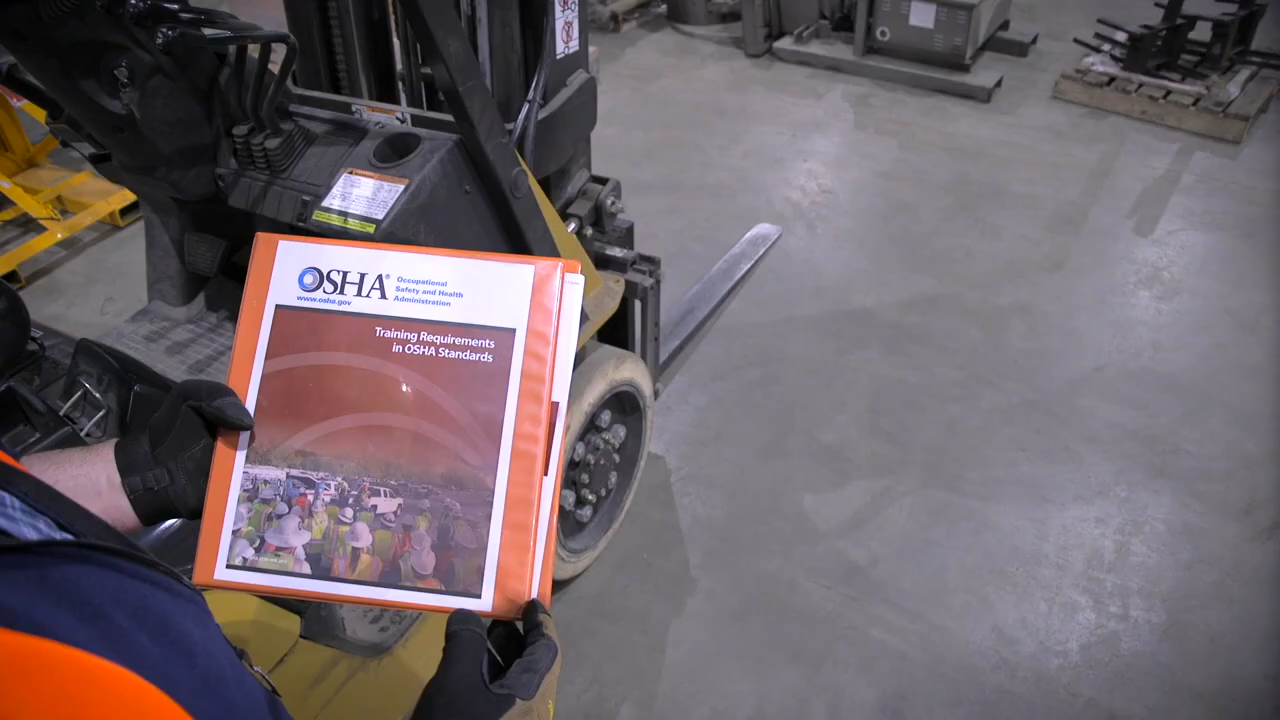 OSHA®
Occupational
Safety and Health
Administration
www.osha.gov
Training Requirements
in OSHA Standards